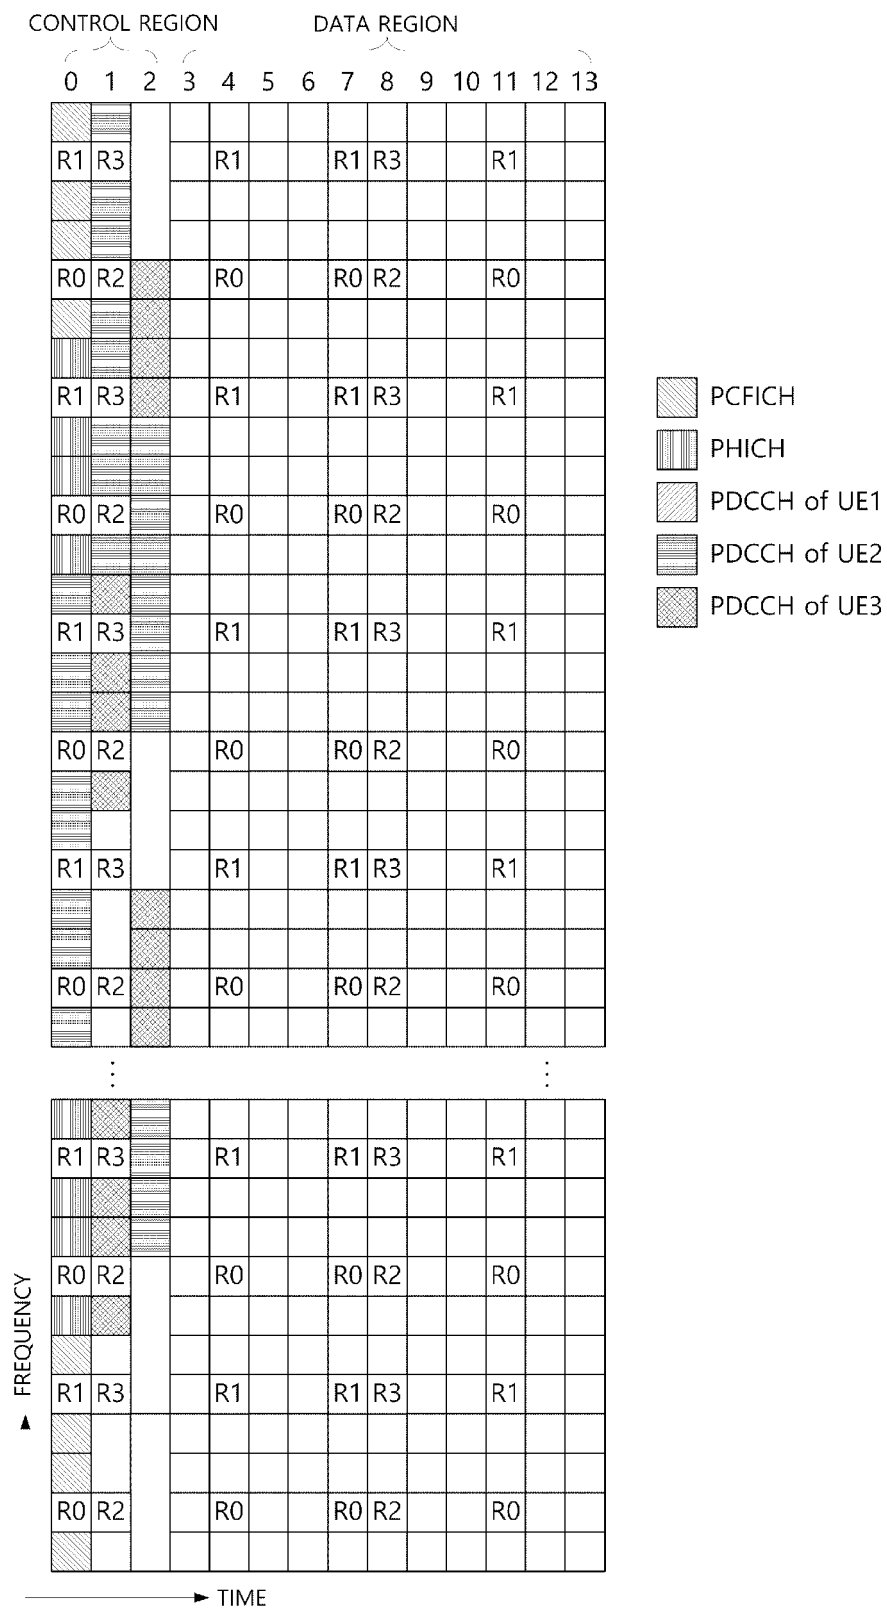 CONTROL REGION DATA REGION
0 1 2 3 4 5 6 7 8 9 10 11 12 13
R1 R3 R1 R1 R3 R1
R0 R2 R0 R0 R2 R0
R1 R3 R1 R1 R3 R1
PCFICH
PHICH
PDCCH of UE1
R0 R2 R0 R0 R2 R0
PDCCH of UE2
PDCCH of UE3
R1 R3 R1 R1 R3 R1
R0 R2 R0 R0 R2 R0
R1 R3 R1 R1 R3 R1
R0 R2 R0 R0 R2 R0
R1 R3 R1 R1 R3 R1
R0 R2 R0 R0 R2 R0
R1 R3 R1 R1 R3 R1
R0 R2 R0 R0 R2 R0
FREQUENCY
TIME